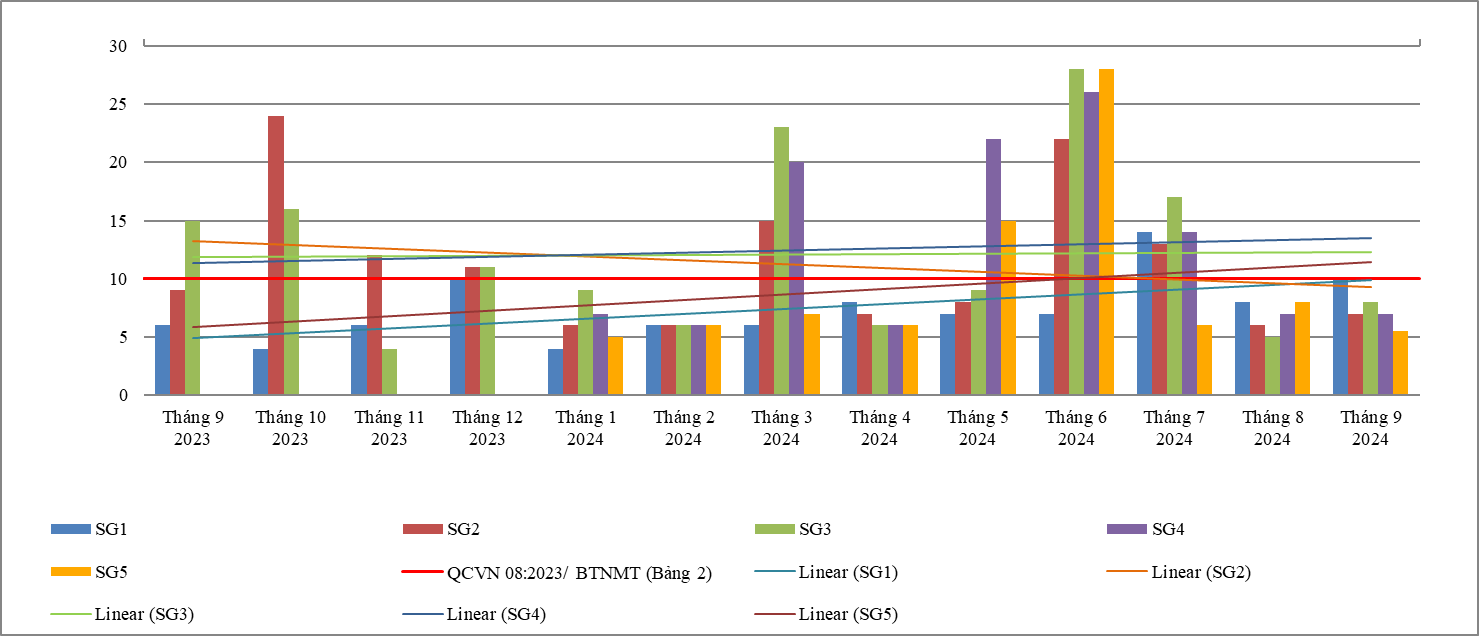 30
25
20
15
10
5
0
Tháng 9
2023
Tháng 10
2023
Tháng 11
2023
Tháng 12
2023
Tháng 1
2024
Tháng 2
2024
Tháng 3
2024
Tháng 4
2024
Tháng 5
2024
Tháng 6
2024
Tháng 7
2024
Tháng 8
2024
Tháng 9
2024
SG1
SG2
SG3
SG4
SG5
QCVN 08:2023/ BTNMT (Bảng 2)
Linear (SG1)
Linear (SG2)
Linear (SG3)
Linear (SG4)
Linear (SG5)